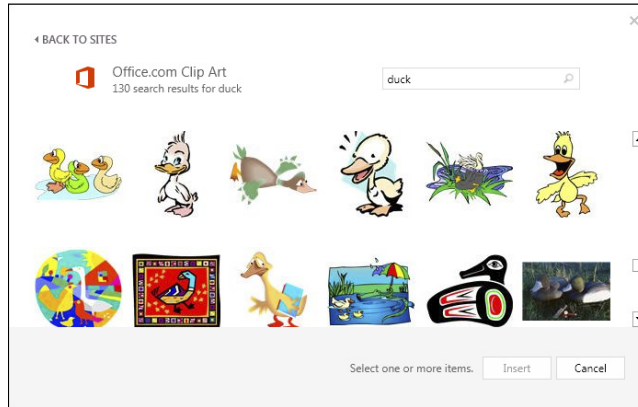 BACK TO SITES
Office.com Clip Art
130 search results for duck
duck
Select one or more items.
Insert
Cancel